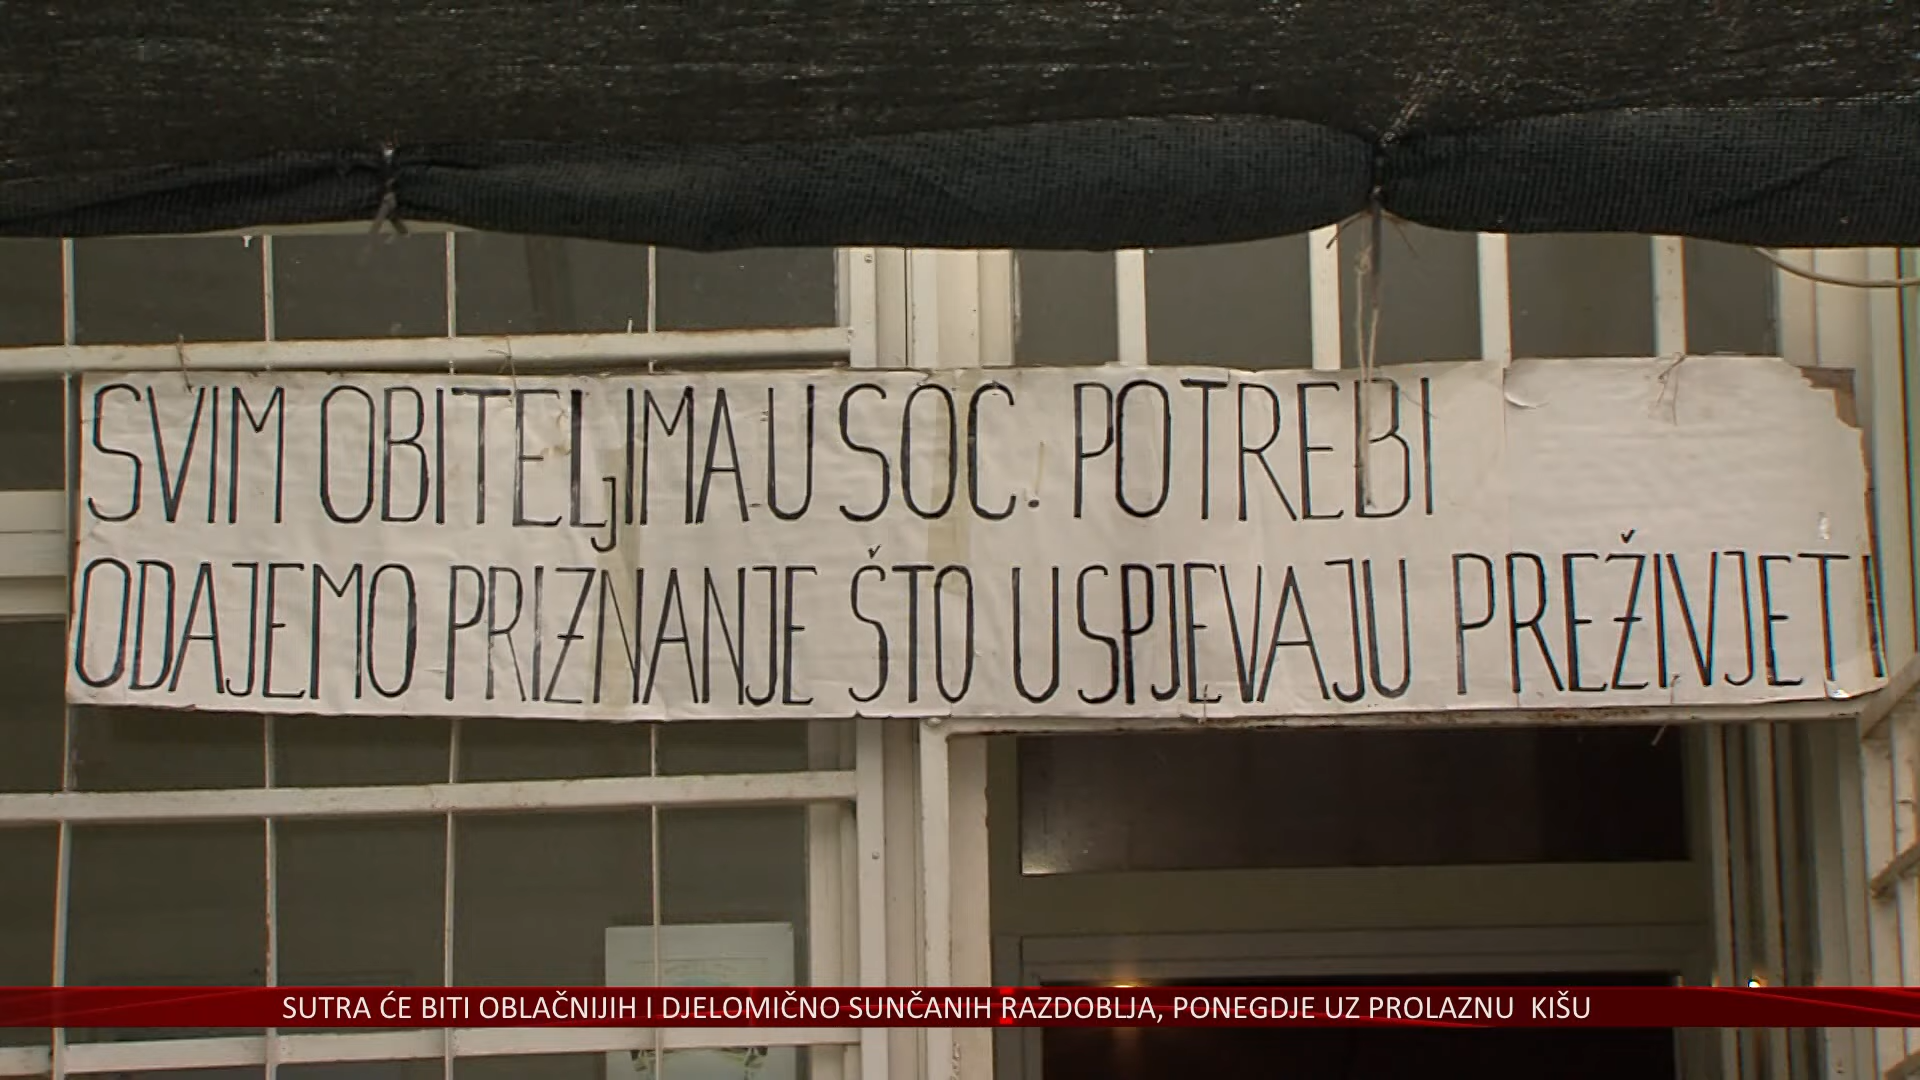 SVIM OBITELjIMA U SOC. POTREBI
ODAJEMO PRIZNANJE ŠTO USPJEVAJU PREŽIVJETI
SUTRA ĆE BITI OBLAČNIJIH I DJELOMIČNO SUNČANIH RAZDOBLJA, PONEGDJE UZ PROLAZNU KIŠU